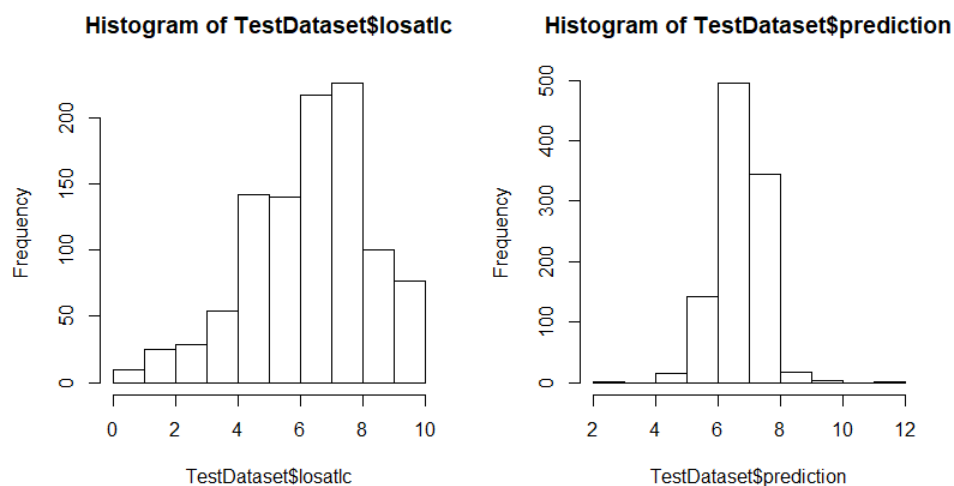 Histogram of TestDataset$losatlc
Frequency
200
150
100
50
0
0 2 4 6 8 10
TestDataset$losatlc
Histogram of TestDataset$prediction
Frequency
500
400
300
200
100
0
2 4 6 8 10 12
TestDataset$prediction